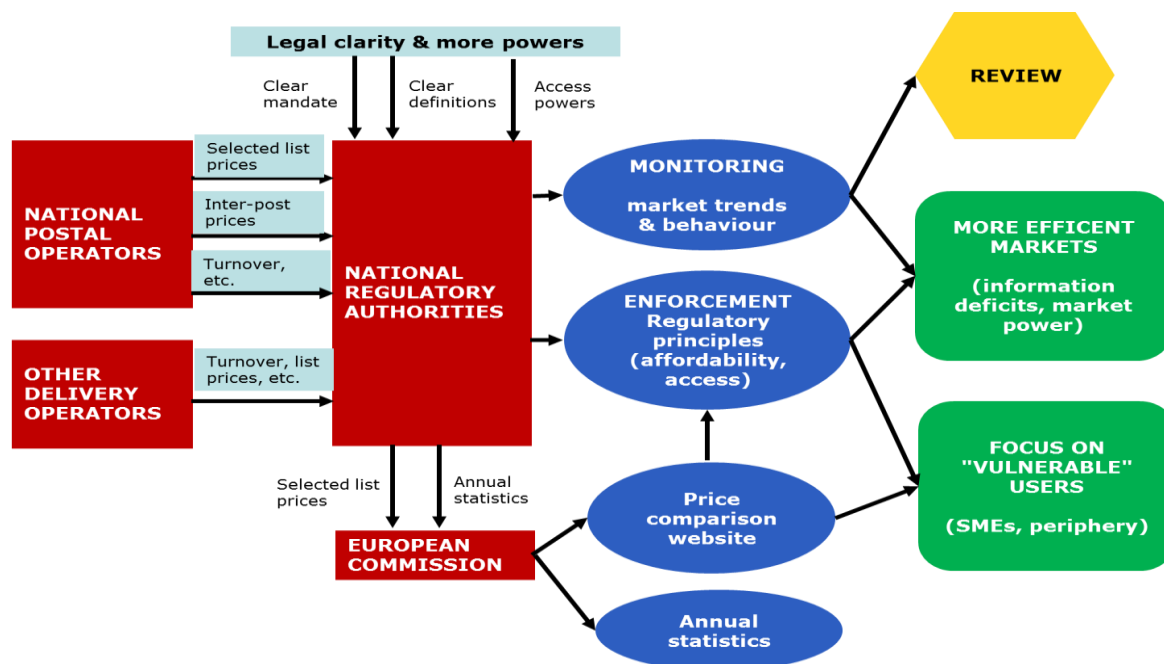 Legal clarity & more powers
Clear
mandate
Clear
definitions
Access
powers
REVIEW
Selected list
prices
Inter-post
prices
Turnover,
etc.
NATIONAL
POSTAL
OPERATORS
NATIONAL
REGULATORY
AUTHORITIES
MONITORING
market trends
& behaviour
MORE EFFICENT
MARKETS
(information
deficits, market
power)
ENFORCEMENT
Regulatory
principles
(affordability,
access)
OTHER
DELIVERY
OPERATORS
Turnover, list
prices, etc.
Selected list
prices
Annual
statistics
EUROPEAN
COMMISSION
Price
comparison
website
FOCUS ON
"VULNERABLE"
USERS
(SMEs, periphery)
Annual
statistics